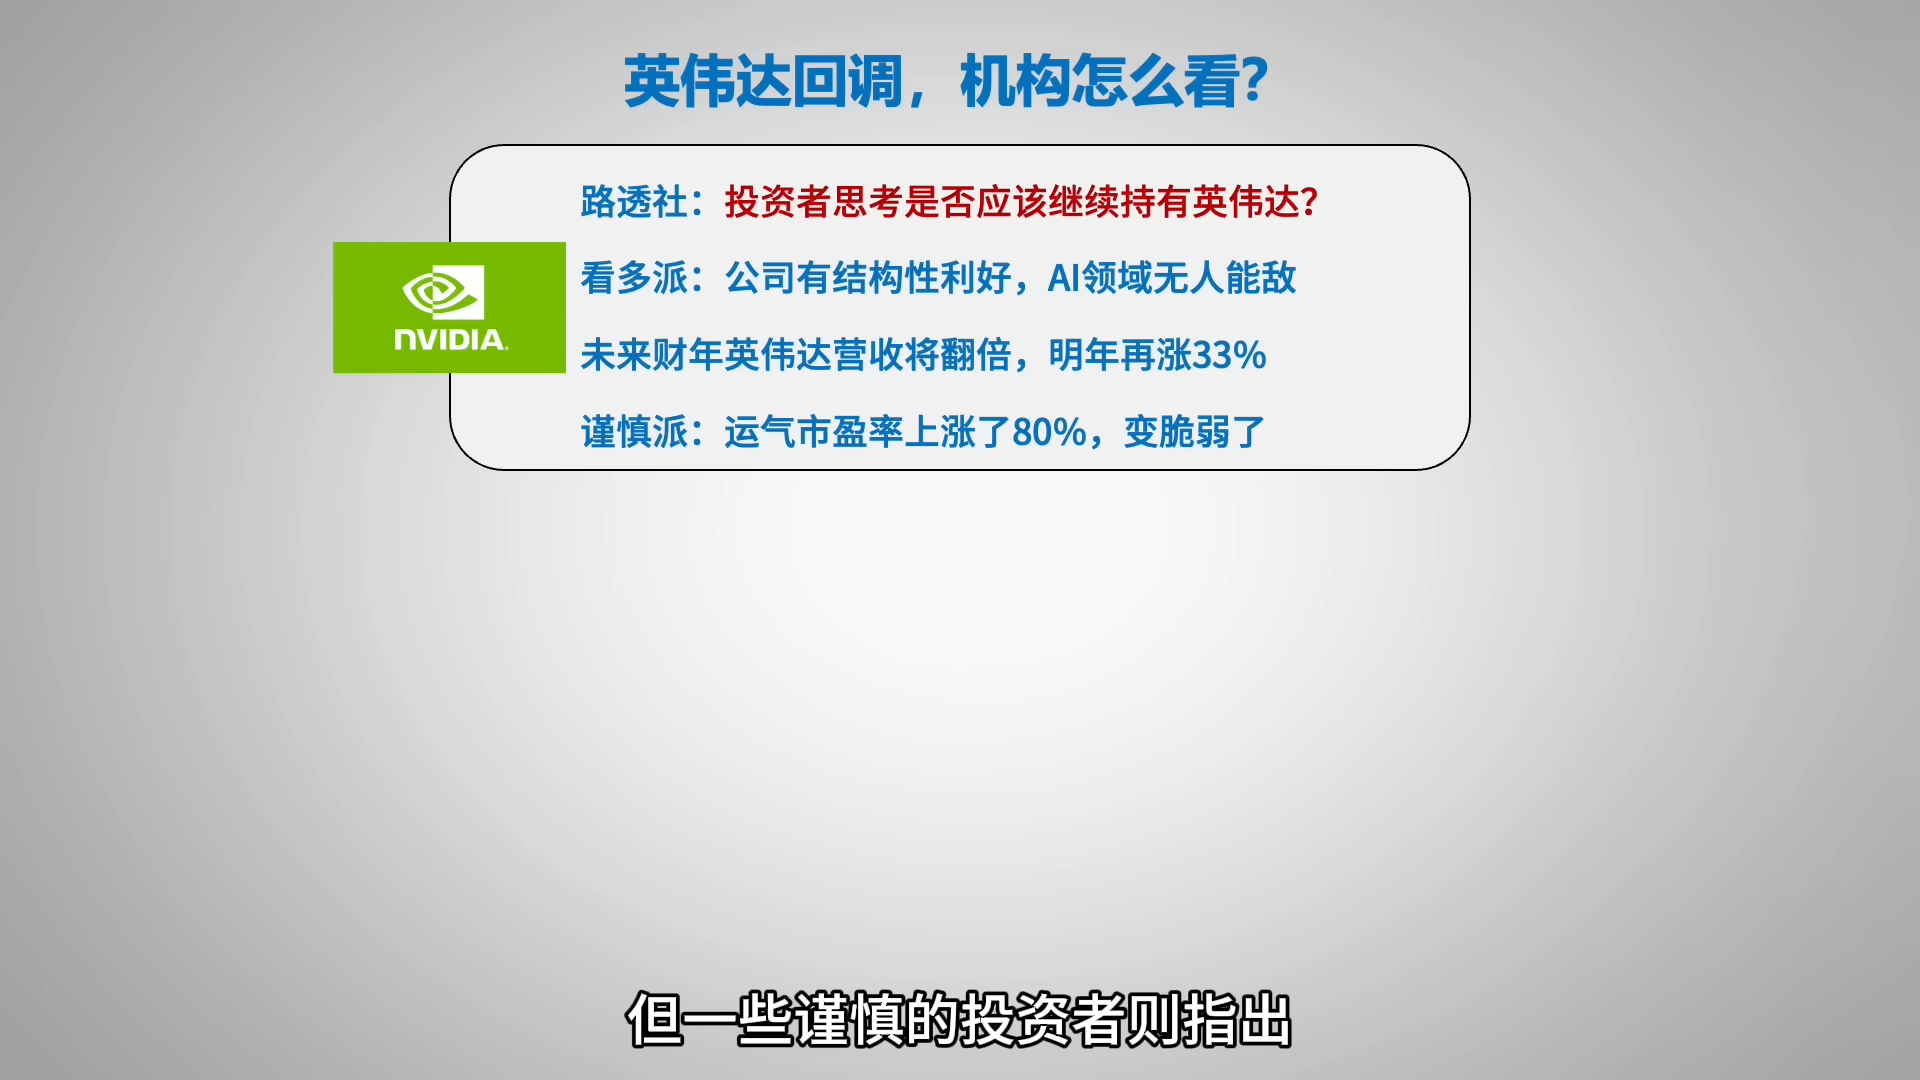 英伟达回调，机构怎么看？
路透社：投资者思考是否应该继续持有英伟达？
看多派：公司有结构性利好，AI领域无人能敌
NVIDIA.
未来财年英伟达营收将翻倍，明年再涨33%
谨慎派：运气市盈率上涨了80%，变脆弱了
但一些谨慎的投资者则指出